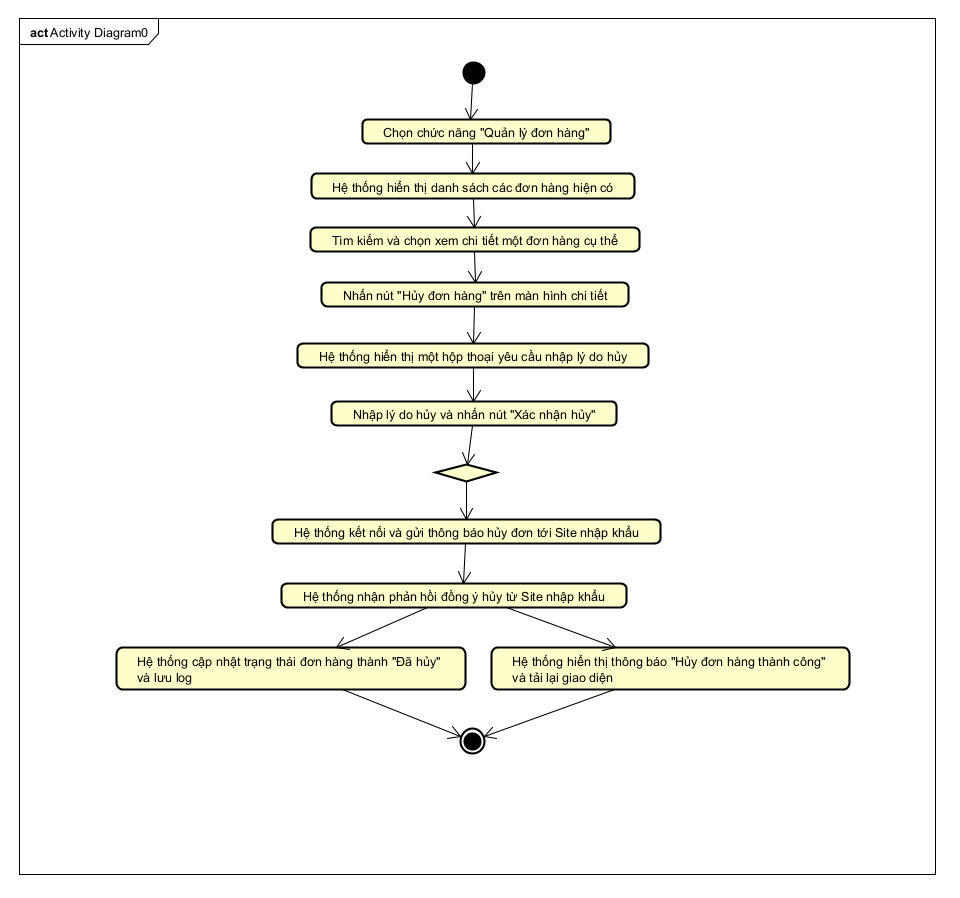 act Activity Diagram0
Chọn chức năng "Quản lý đơn hàng"
Hệ thống hiển thị danh sách các đơn hàng hiện có
Tìm kiếm và chọn xem chi tiết một đơn hàng cụ thể
Nhấn nút "Hủy đơn hàng" trên màn hình chi tiết
Hệ thống hiển thị một hộp thoại yêu cầu nhập lý do hủy
Nhập lý do hủy và nhấn nút "Xác nhận hủy"
Hệ thống kết nối và gửi thông báo hủy đơn tới Site nhập khẩu
Hệ thống nhận phản hồi đồng ý hủy từ Site nhập khẩu
Hệ thống cập nhật trạng thái đơn hàng thành "Đã hủy"
và lưu log
Hệ thống hiển thị thông báo "Hủy đơn hàng thành công"
và tải lại giao diện